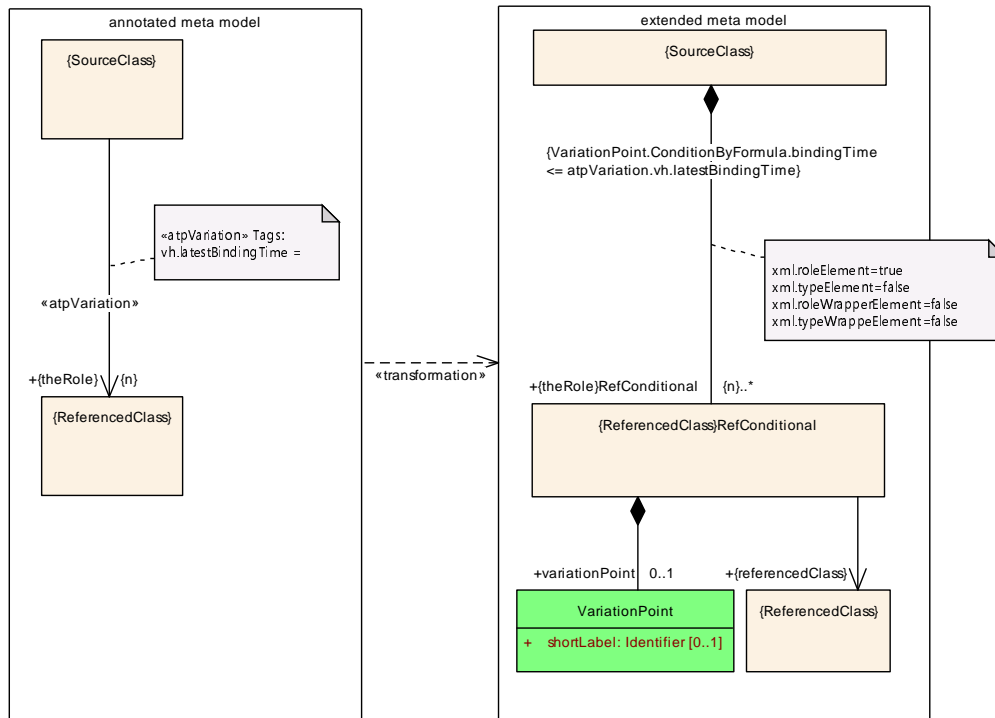 annotated meta model
{SourceClass}
«atpVariation» Tags:
vh.latestBindingTime =
«atpVariation»
+{theRole}
{n}
{ReferencedClass}
«transformation»
extended meta model
{SourceClass}
{VariationPoint.ConditionByFormula.bindingTime
<= atpVariation.vh.latestBindingTime}
xml.roleElement=true
xml.typeElement=false
xml.roleWrapperElement=false
xml.typeWrappeElement=false
+{theRole}RefConditional
{n}..*
{ReferencedClass}RefConditional
+variationPoint
0..1
+{referencedClass}
VariationPoint
+ shortLabel: Identifier [0..1]
{ReferencedClass}